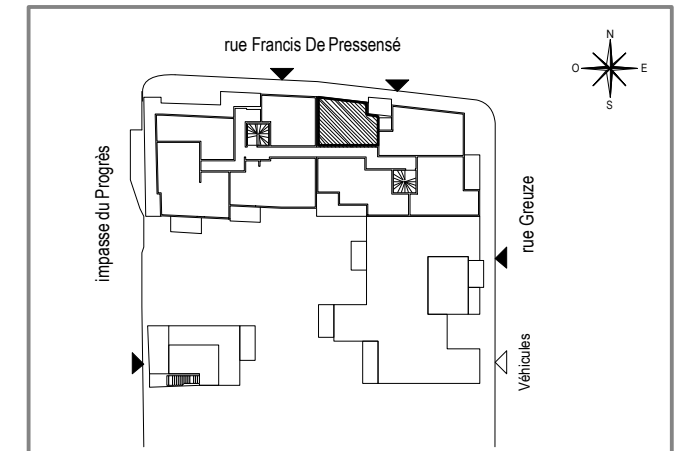 rue Francis De Pressensé
N
O
E
S
impasse du Progrès
rue Greuze
Véhicules